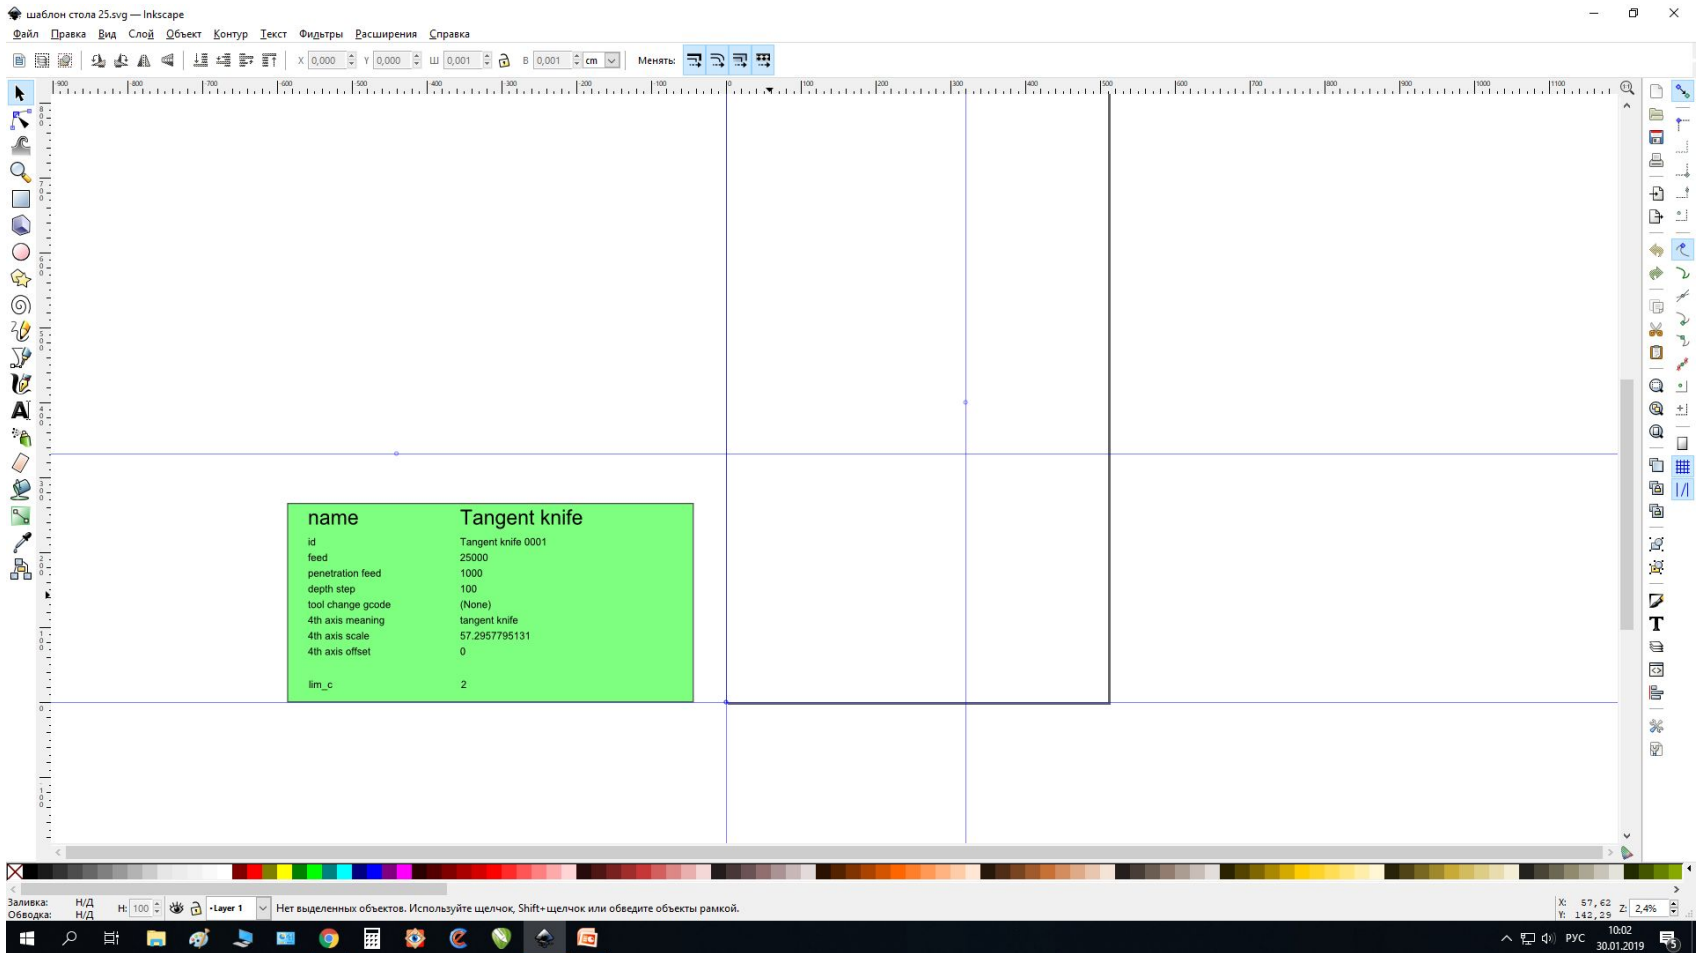 шаблон стола 25.svg — Inkscape
Файл Правка Вид Слой Объект Контур Текст Фильтры Расширения Справка
X 0,000 Y 0,000 Ш 0,001 В 0,001 cm Менять:
name Tangent knife
id Tangent knife 0001
feed 25000
penetration feed 1000
depth step 100
tool change gcode (None)
4th axis meaning tangent knife
4th axis scale 57.2957795131
4th axis offset 0
lim_c 2
Заливка: Н/Д
Обводка: Н/Д
Н: 100
•Layer 1
Нет выделенных объектов. Используйте щелчок, Shift+щелчок или обведите объекты рамкой.
X: 57,62
Y: 142,29
Z: 2,4%
РУС
10:02
30.01.2019
5